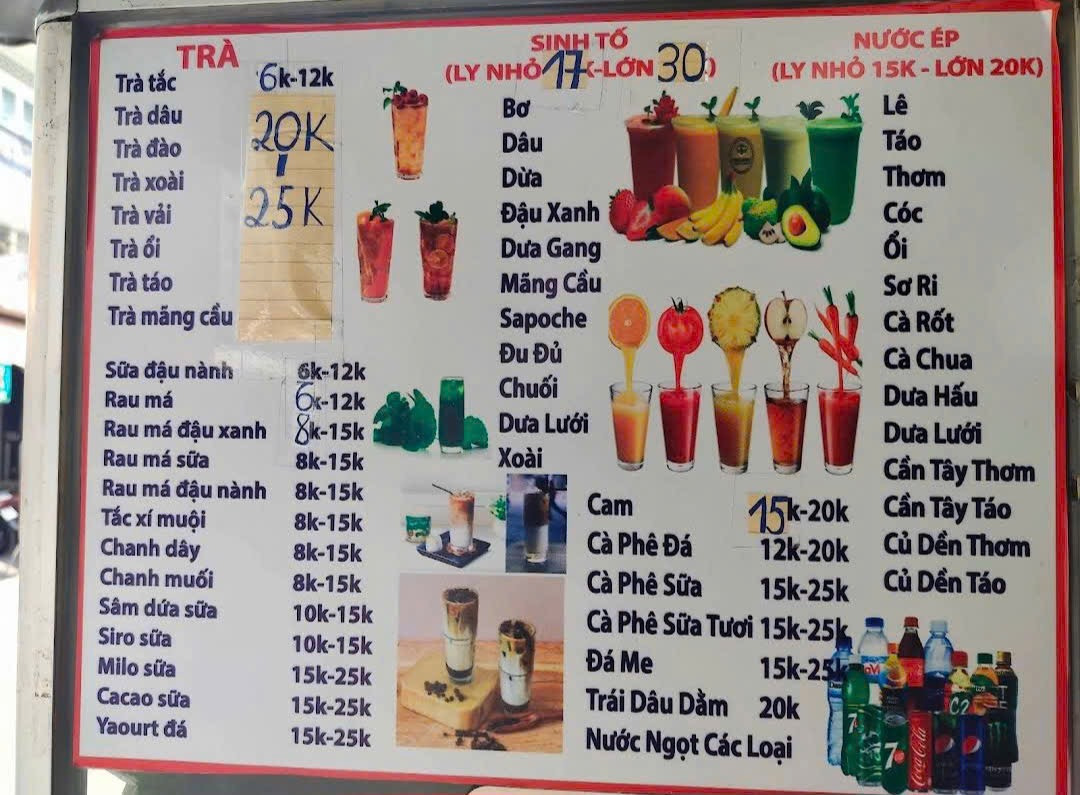 TRÀ
Trà tắc 6k-12k
Trà dâu
Trà đào
Trà xoài
Trà vải
Trà ổi
Trà táo
Trà mãng cầu
20K
25K
Sữa đậu nành 6k-12k
Rau má 6k-12k
Rau má đậu xanh 8k-15k
Rau má sữa 8k-15k
Rau má đậu nành 8k-15k
Tắc xí muội 8k-15k
Chanh dây 8k-15k
Chanh muối 8k-15k
Sâm dứa sữa 10k-15k
Siro sữa 10k-15k
Milo sữa 15k-25k
Cacao sữa 15k-25k
Yaourt đá 15k-25k
SINH TỐ
(LY NHỎ 17K-LỚN 30)
Bơ
Dâu
Dừa
Đậu Xanh
Dưa Gang
Mãng Cầu
Sapoche
Đu Đủ
Chuối
Dưa Lưới
Xoài
Cam 15k-20k
Cà Phê Đá 12k-20k
Cà Phê Sữa 15k-25k
Cà Phê Sữa Tươi 15k-25k
Đá Me 15k-25k
Trái Dâu Dằm 20k
Nước Ngọt Các Loại
NƯỚC ÉP
(LY NHỎ 15K - LỚN 20K)
Lê
Táo
Thơm
Cóc
Ổi
Sơ Ri
Cà Rốt
Cà Chua
Dưa Hấu
Dưa Lưới
Cần Tây Thơm
Cần Tây Táo
Củ Dền Thơm
Củ Dền Táo
C2
7
Coca-Cola